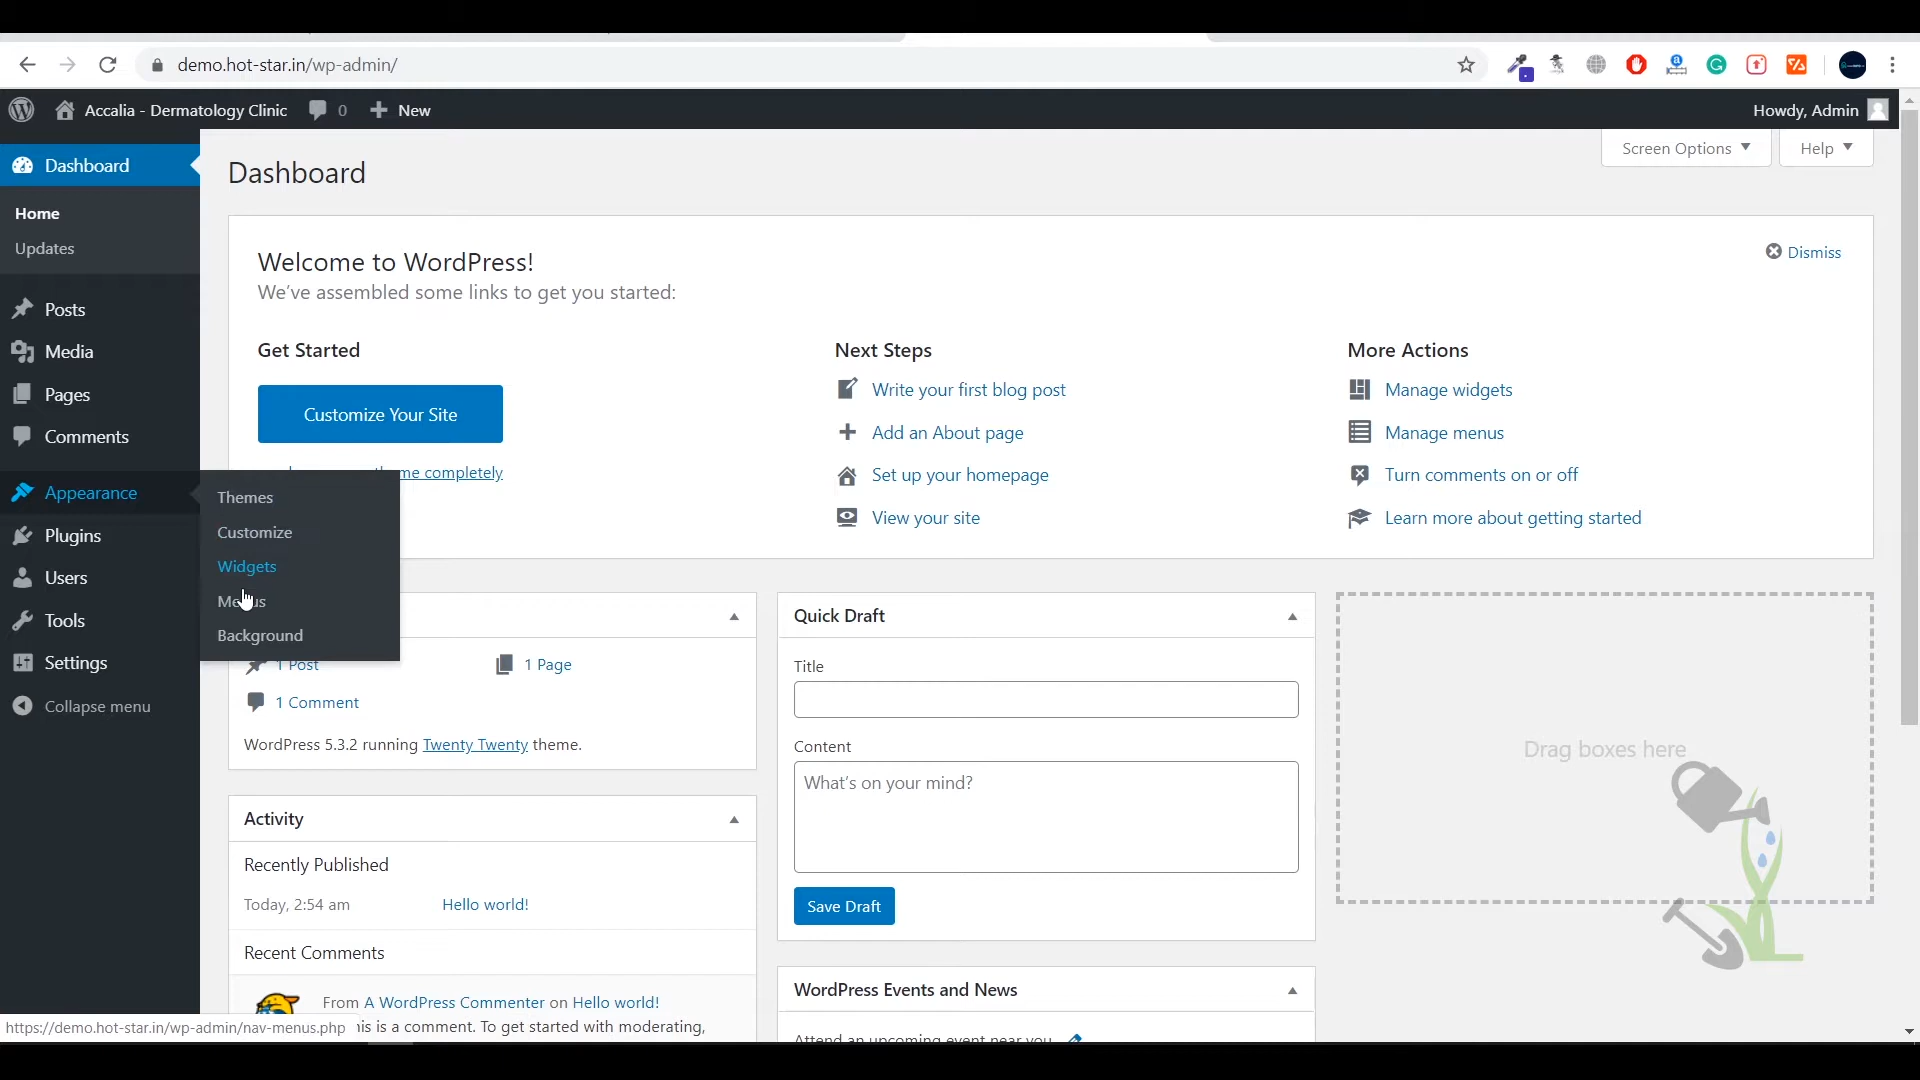 demo.hot-star.in/wp-admin/
Accalia - Dermatology Clinic
0
New
Howdy, Admin
Dashboard
Home
Updates
Posts
Media
Pages
Comments
Appearance
Plugins
Users
Tools
Settings
Collapse menu
Themes
Customize
Widgets
Background
Dashboard
Screen Options
Help
Welcome to WordPress!
We've assembled some links to get you started:
Dismiss
Get Started
Customize Your Site
completely
Next Steps
Write your first blog post
Add an About page
Set up your homepage
View your site
More Actions
Manage widgets
Manage menus
Turn comments on or off
Learn more about getting started
1 Post
1 Page
1 Comment
WordPress 5.3.2 running Twenty Twenty theme.
Activity
Recently Published
Today, 2:54 am
Hello world!
Recent Comments
From A WordPress Commenter on Hello world!
is a comment. To get started with moderating,
Quick Draft
Title
Content
What's on your mind?
Save Draft
WordPress Events and News
Attend an upcoming event near you
Drag boxes here
https://demo.hot-star.in/wp-admin/nav-menus.php